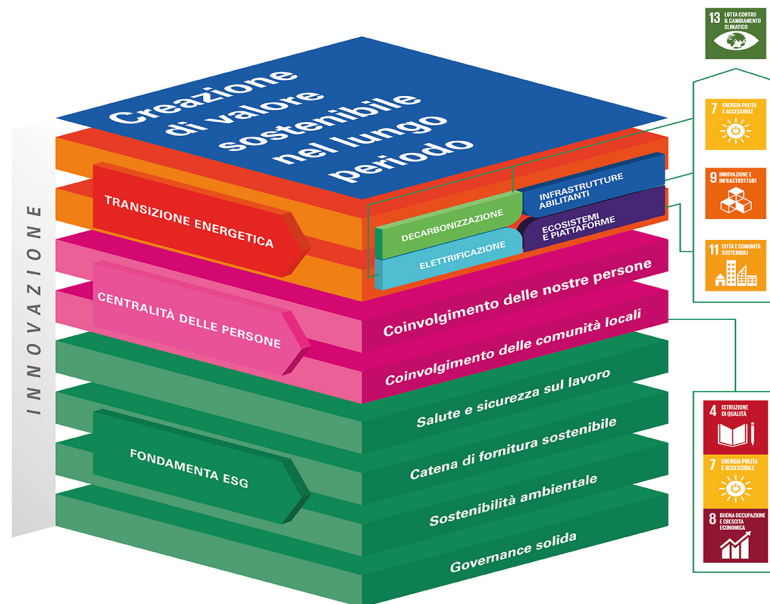 Creazione
di valore
sostenibile
nel lungo
periodo
INNOVAZIONE
TRANSIZIONE ENERGETICA
DECARBONIZZAZIONE
INFRASTRUTTURE
ABILITANTI
ELETTRIFICAZIONE
ECOSISTEMI
E PIATTAFORME
CENTRALITÀ DELLE PERSONE
Coinvolgimento delle nostre persone
Coinvolgimento delle comunità locali
FONDAMENTA ESG
Salute e sicurezza sul lavoro
Catena di fornitura sostenibile
Sostenibilità ambientale
Governance solida
13 LOTTA CONTRO
IL CAMBIAMENTO
CLIMATICO
7 ENERGIA PULITA
E ACCESSIBILE
9 INNOVAZIONE E
INFRASTRUTTURE
11 CITTÀ E COMUNITÀ
SOSTENIBILI
4 ISTRUZIONE
DI QUALITÀ
7 ENERGIA PULITA
E ACCESSIBILE
8 BUONA OCCUPAZIONE
E CRESCITA
ECONOMICA